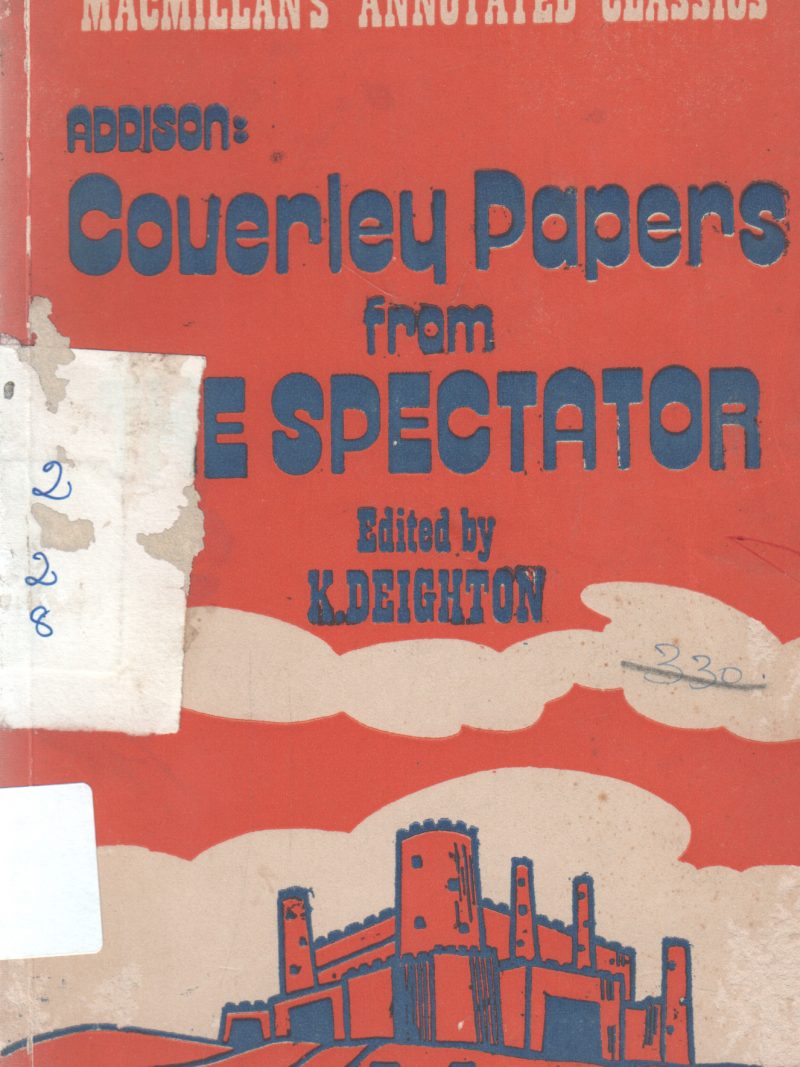 MACMILLAN'S ANNOTATED CLASSICS
ADDISON:
Coverley Papers
from
E SPECTATOR
Edited by
K. DEIGHTON
2
2
8
330.